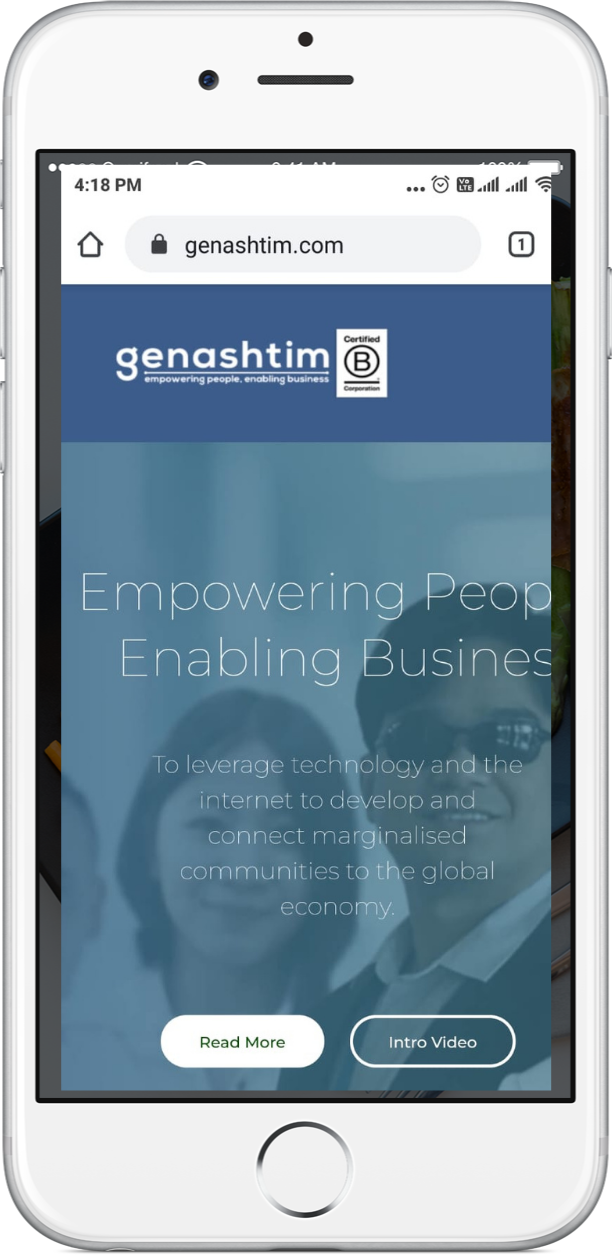 4:18 PM
genashtim.com
1
genashtim
empowering people, enabling business
Certified
B
Corporation
Empowering Peop
Enabling Busines
To leverage technology and the
internet to develop and
connect marginalised
communities to the global
economy.
Read More
Intro Video